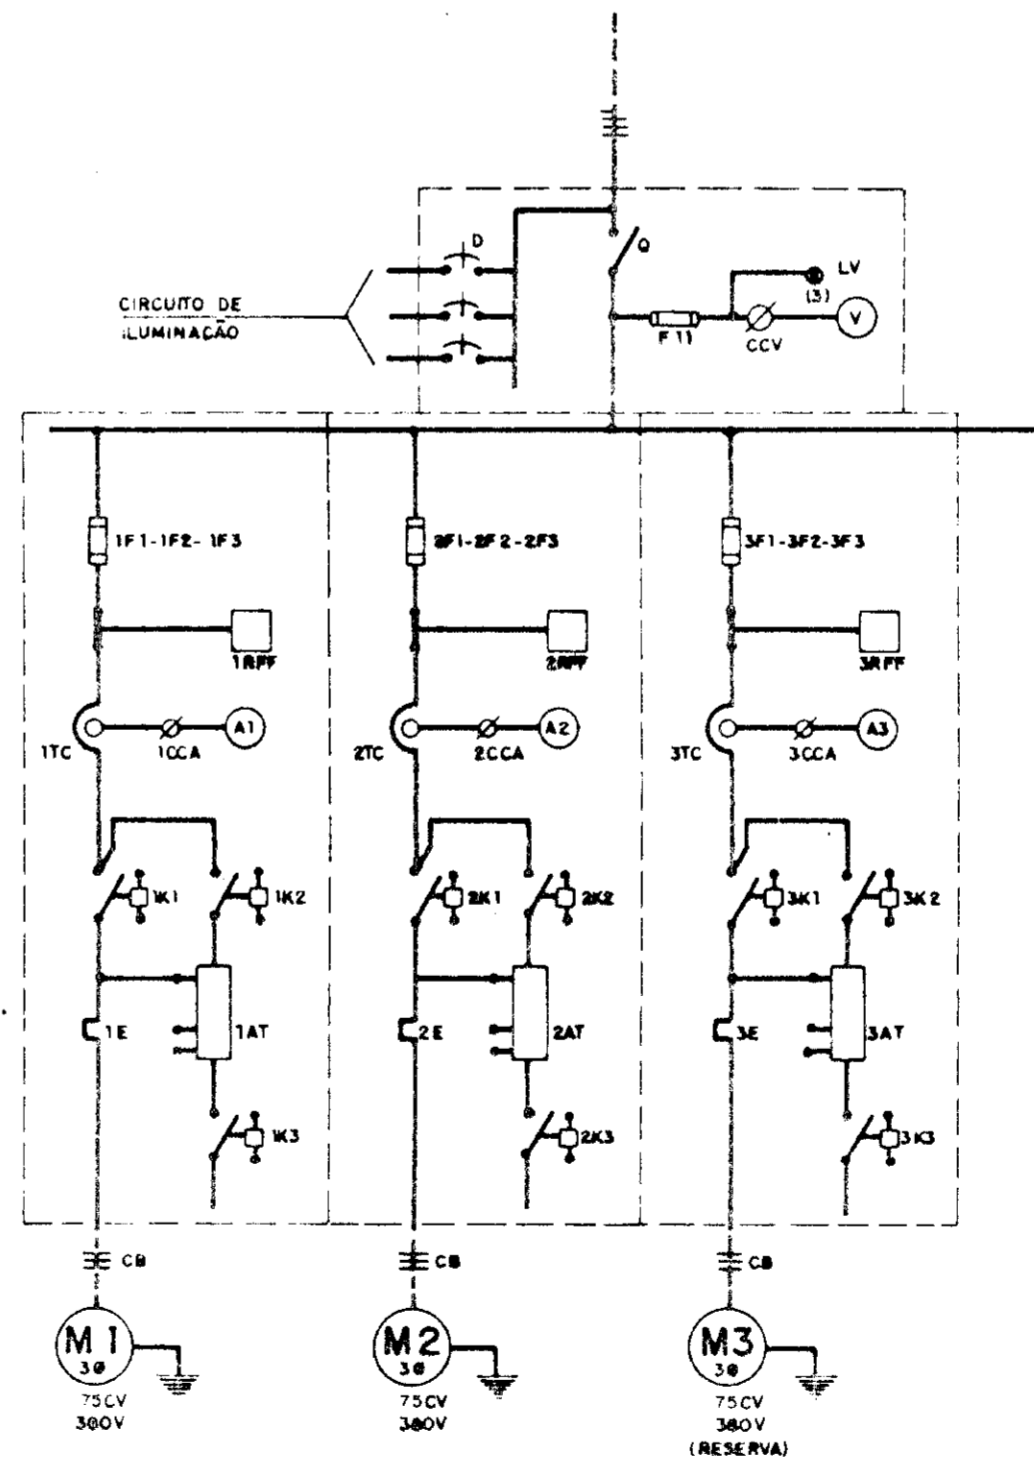 D
Q
LV
(3)
CIRCUITO DE
ILUMINAÇÃO
F11
CCV
V
1F1-1F2-1F3
2F1-2F2-2F3
3F1-3F2-3F3
1RFF
2RFF
3RFF
1TC
1CCA
A1
2TC
2CCA
A2
3TC
3CCA
A3
1K1
1K2
2K1
2K2
3K1
3K2
1E
1AT
2E
2AT
3E
3AT
1K3
2K3
3K3
CB
CB
CB
M1
3Ø
M2
3Ø
M3
3Ø
75CV
380V
75CV
380V
75CV
380V
(RESERVA)